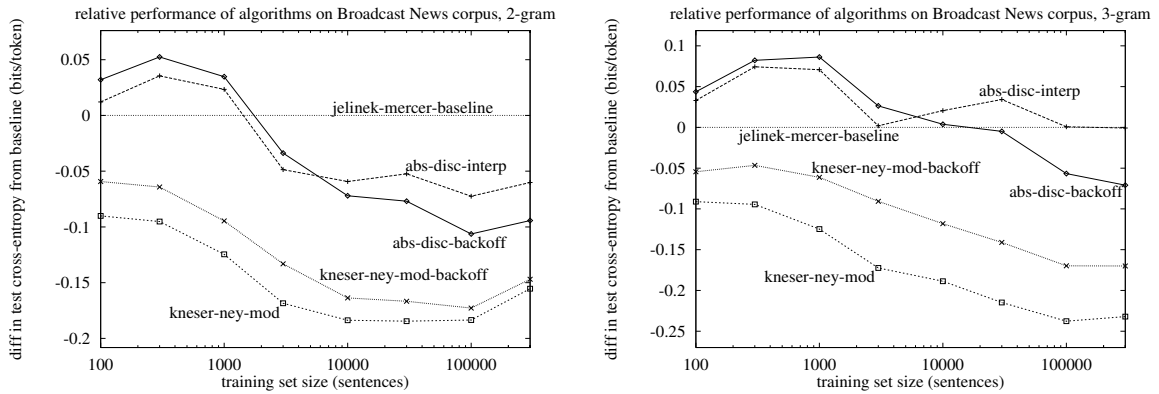 relative performance of algorithms on Broadcast News corpus, 2-gram
diff in test cross-entropy from baseline (bits/token)
0.05
0
-0.05
-0.1
-0.15
-0.2
jelinek-mercer-baseline
abs-disc-interp
abs-disc-backoff
kneser-ney-mod-backoff
kneser-ney-mod
100 1000 10000 100000
training set size (sentences)
relative performance of algorithms on Broadcast News corpus, 3-gram
diff in test cross-entropy from baseline (bits/token)
0.1
0.05
0
-0.05
-0.1
-0.15
-0.2
-0.25
abs-disc-interp
jelinek-mercer-baseline
kneser-ney-mod-backoff
abs-disc-backoff
kneser-ney-mod
100 1000 10000 100000
training set size (sentences)